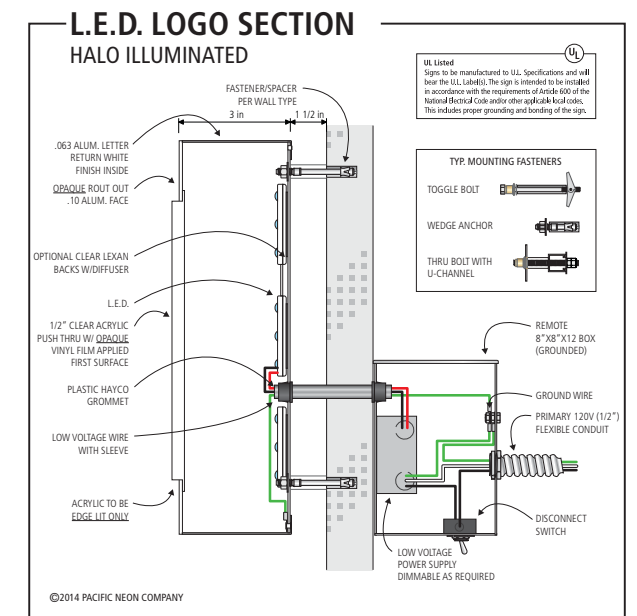 L.E.D. LOGO SECTION
HALO ILLUMINATED
UL
UL Listed
Signs to be manufactured to U.L. Specifications and will
bear the U.L. Label(s). The sign is intended to be installed
in accordance with the requirements of Article 600 of the
National Electrical Code and/or other applicable local codes.
This includes proper grounding and bonding of the sign.
FASTENER/SPACER
PER WALL TYPE
3 in
1 1/2 in
.063 ALUM. LETTER
RETURN WHITE
FINISH INSIDE
OPAQUE ROUT OUT
.10 ALUM. FACE
OPTIONAL CLEAR LEXAN
BACKS W/DIFFUSER
L.E.D.
1/2" CLEAR ACRYLIC
PUSH THRU W/ OPAQUE
VINYL FILM APPLIED
FIRST SURFACE
PLASTIC HAYCO
GROMMET
LOW VOLTAGE WIRE
WITH SLEEVE
ACRYLIC TO BE
EDGE LIT ONLY
TYP. MOUNTING FASTENERS
TOGGLE BOLT
WEDGE ANCHOR
THRU BOLT WITH
U-CHANNEL
REMOTE
8"X8"X12 BOX
(GROUNDED)
GROUND WIRE
PRIMARY 120V (1/2")
FLEXIBLE CONDUIT
DISCONNECT
SWITCH
LOW VOLTAGE
POWER SUPPLY
DIMMABLE AS REQUIRED
©2014 PACIFIC NEON COMPANY